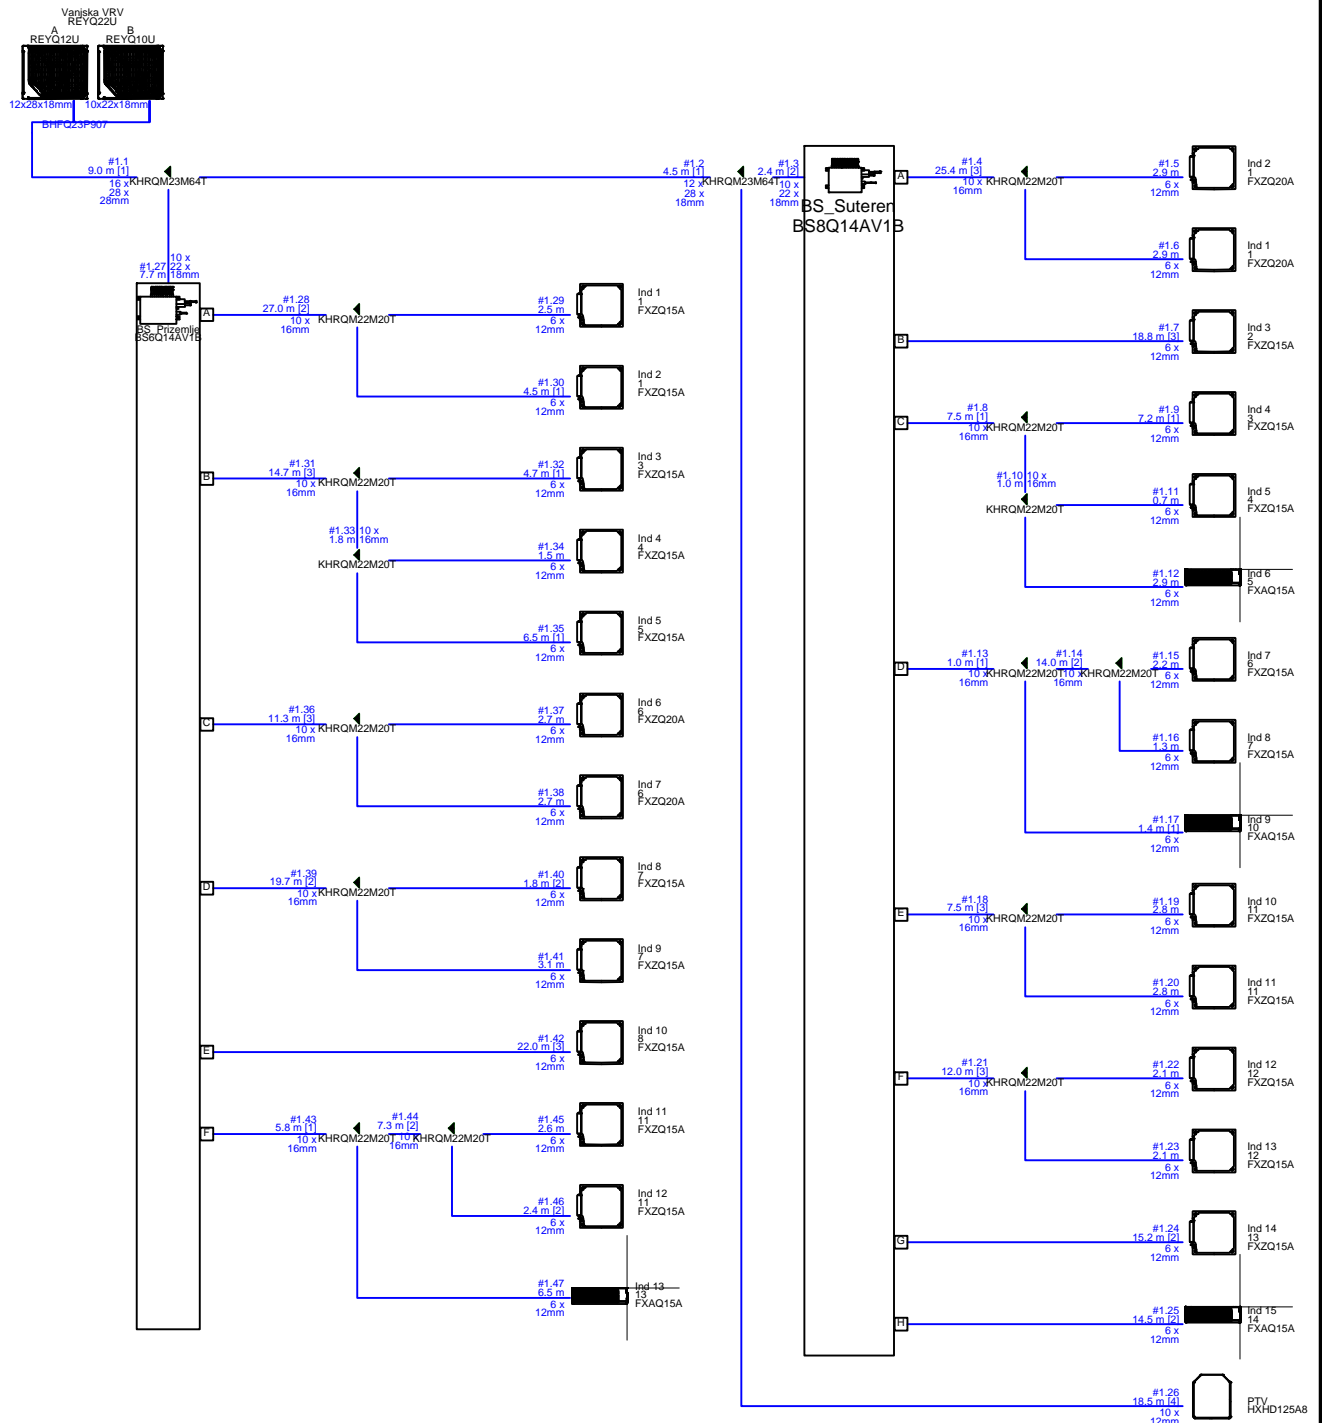 Vanjska VRV
REYQ22U
A
REYQ12U
B
REYQ10U
12x28x18mm
10x22x18mm
BHFQ23P907
#1.1
9.0 m [1]
16 x
28 x
28mm
KHRQM23M64T
#1.2
4.5 m [1]
12 x
28 x
18mm
KHRQM23M64T
#1.3
2.4 m [2]
10 x
22 x
18mm
BS_Suteren
BS8Q14AV1B
A
#1.4
25.4 m [3]
10 x
16mm
KHRQM22M20T
#1.5
2.9 m
6 x
12mm
Ind 2
1
FXZQ20A
#1.6
2.9 m
6 x
12mm
Ind 1
1
FXZQ20A
B
#1.7
18.8 m [3]
6 x
12mm
Ind 3
2
FXZQ15A
C
#1.8
7.5 m [1]
10 x
16mm
KHRQM22M20T
#1.9
7.2 m [1]
6 x
12mm
Ind 4
3
FXZQ15A
#1.10 10 x
1.0 m 16mm
KHRQM22M20T
#1.11
0.7 m
6 x
12mm
Ind 5
4
FXZQ15A
#1.12
2.9 m
6 x
12mm
Ind 6
5
FXAQ15A
D
#1.13
1.0 m [1]
10 x
16mm
KHRQM22M20T
#1.14
14.0 m [2]
10 x
16mm
KHRQM22M20T
#1.15
2.2 m
6 x
12mm
Ind 7
6
FXZQ15A
#1.16
1.3 m
6 x
12mm
Ind 8
7
FXZQ15A
#1.17
1.4 m [1]
6 x
12mm
Ind 9
10
FXAQ15A
E
#1.18
7.5 m [3]
10 x
16mm
KHRQM22M20T
#1.19
2.8 m
6 x
12mm
Ind 10
11
FXZQ15A
#1.20
2.8 m
6 x
12mm
Ind 11
11
FXZQ15A
F
#1.21
12.0 m [3]
10 x
16mm
KHRQM22M20T
#1.22
2.1 m
6 x
12mm
Ind 12
12
FXZQ15A
#1.23
2.1 m
6 x
12mm
Ind 13
12
FXZQ15A
G
#1.24
15.2 m [2]
6 x
12mm
Ind 14
13
FXZQ15A
H
#1.25
14.5 m [2]
6 x
12mm
Ind 15
14
FXAQ15A
#1.26
18.5 m [4]
10 x
12mm
PTV
HXHD125A8
#1.27
7.7 m
10 x
22 x
18mm
BS_Prizemlje
BS6Q14AV1B
A
#1.28
27.0 m [2]
10 x
16mm
KHRQM22M20T
#1.29
2.5 m
6 x
12mm
Ind 1
1
FXZQ15A
#1.30
4.5 m [1]
6 x
12mm
Ind 2
1
FXZQ15A
B
#1.31
14.7 m [3]
10 x
16mm
KHRQM22M20T
#1.32
4.7 m [1]
6 x
12mm
Ind 3
3
FXZQ15A
#1.33 10 x
1.8 m 16mm
KHRQM22M20T
#1.34
1.5 m
6 x
12mm
Ind 4
4
FXZQ15A
#1.35
6.5 m [1]
6 x
12mm
Ind 5
5
FXZQ15A
C
#1.36
11.3 m [3]
10 x
16mm
KHRQM22M20T
#1.37
2.7 m
6 x
12mm
Ind 6
6
FXZQ20A
#1.38
2.7 m
6 x
12mm
Ind 7
6
FXZQ20A
D
#1.39
19.7 m [2]
10 x
16mm
KHRQM22M20T
#1.40
1.8 m [2]
6 x
12mm
Ind 8
7
FXZQ15A
#1.41
3.1 m
6 x
12mm
Ind 9
7
FXZQ15A
E
#1.42
22.0 m [3]
6 x
12mm
Ind 10
8
FXZQ15A
F
#1.43
5.8 m [1]
10 x
16mm
KHRQM22M20T
#1.44
7.3 m [2]
10 x
16mm
KHRQM22M20T
#1.45
2.6 m
6 x
12mm
Ind 11
11
FXZQ15A
#1.46
2.4 m [2]
6 x
12mm
Ind 12
11
FXZQ15A
#1.47
6.5 m
6 x
12mm
Ind 13
13
FXAQ15A